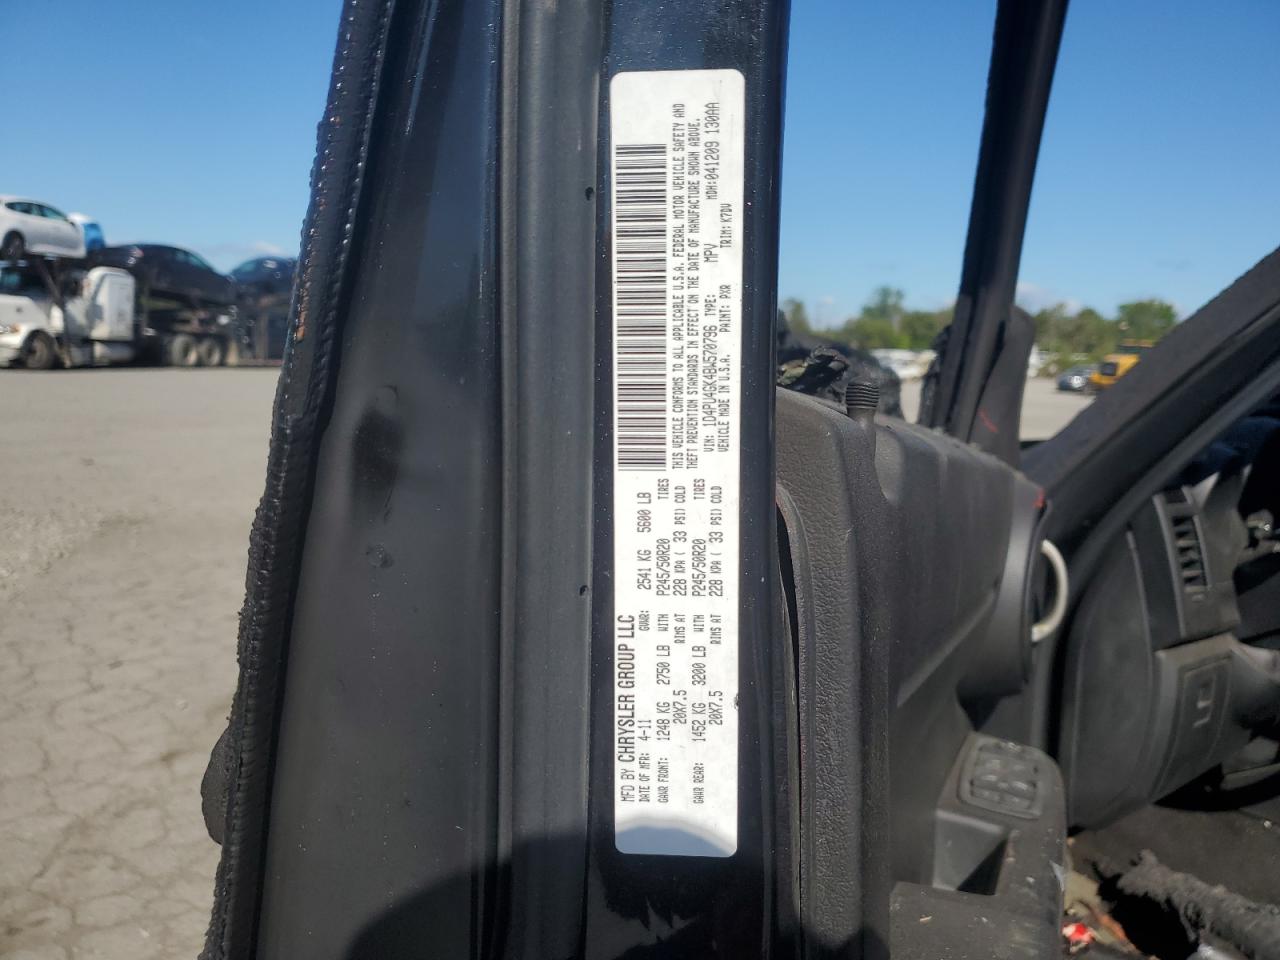 MFD BY CHRYSLER GROUP LLC
DATE OF MFR: 4-11 GVWR: 2541 KG 5600 LB
GAWR FRONT: 1248 KG 2750 LB WITH P245/50R20 TIRES
20X7.5 RIMS AT 228 KPA ( 33 PSI) COLD
GAWR REAR: 1452 KG 3200 LB WITH P245/50R20 TIRES
20X7.5 RIMS AT 228 KPA ( 33 PSI) COLD
THIS VEHICLE CONFORMS TO ALL APPLICABLE U.S.A. FEDERAL MOTOR VEHICLE SAFETY AND
THEFT PREVENTION STANDARDS IN EFFECT ON THE DATE OF MANUFACTURE SHOWN ABOVE.
VIN: 1D4PU4GK4BW570796 TYPE: MPV MDH:041209 130AA
VEHICLE MADE IN U.S.A. PAINT: PXR TRIM: K7DV